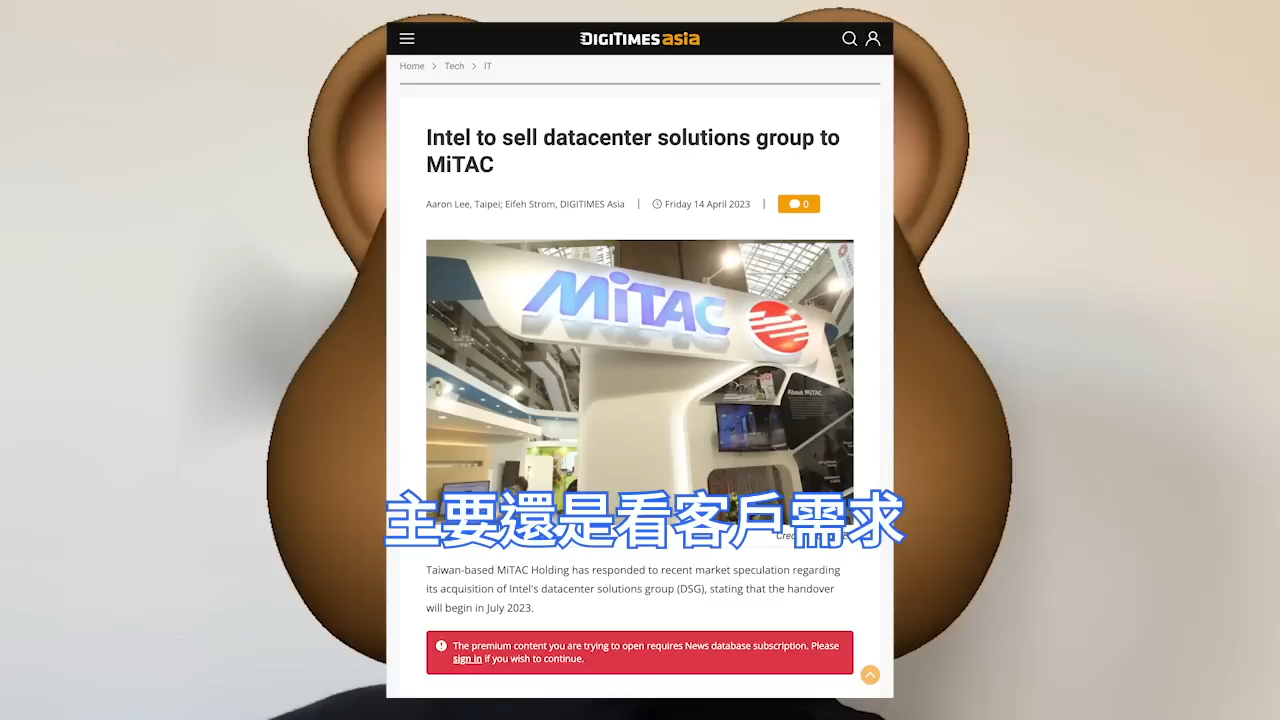 DIGITIMES asia
Home > Tech > IT
Intel to sell datacenter solutions group to
MiTAC
Aaron Lee, Taipei; Eifeh Strom, DIGITIMES Asia | Friday 14 April 2023 | 0
MiTAC
About MiTAC
主要還是看客戶需求
Taiwan-based MiTAC Holding has responded to recent market speculation regarding
its acquisition of Intel's datacenter solutions group (DSG), stating that the handover
will begin in July 2023.
The premium content you are trying to open requires News database subscription. Please
sign in if you wish to continue.